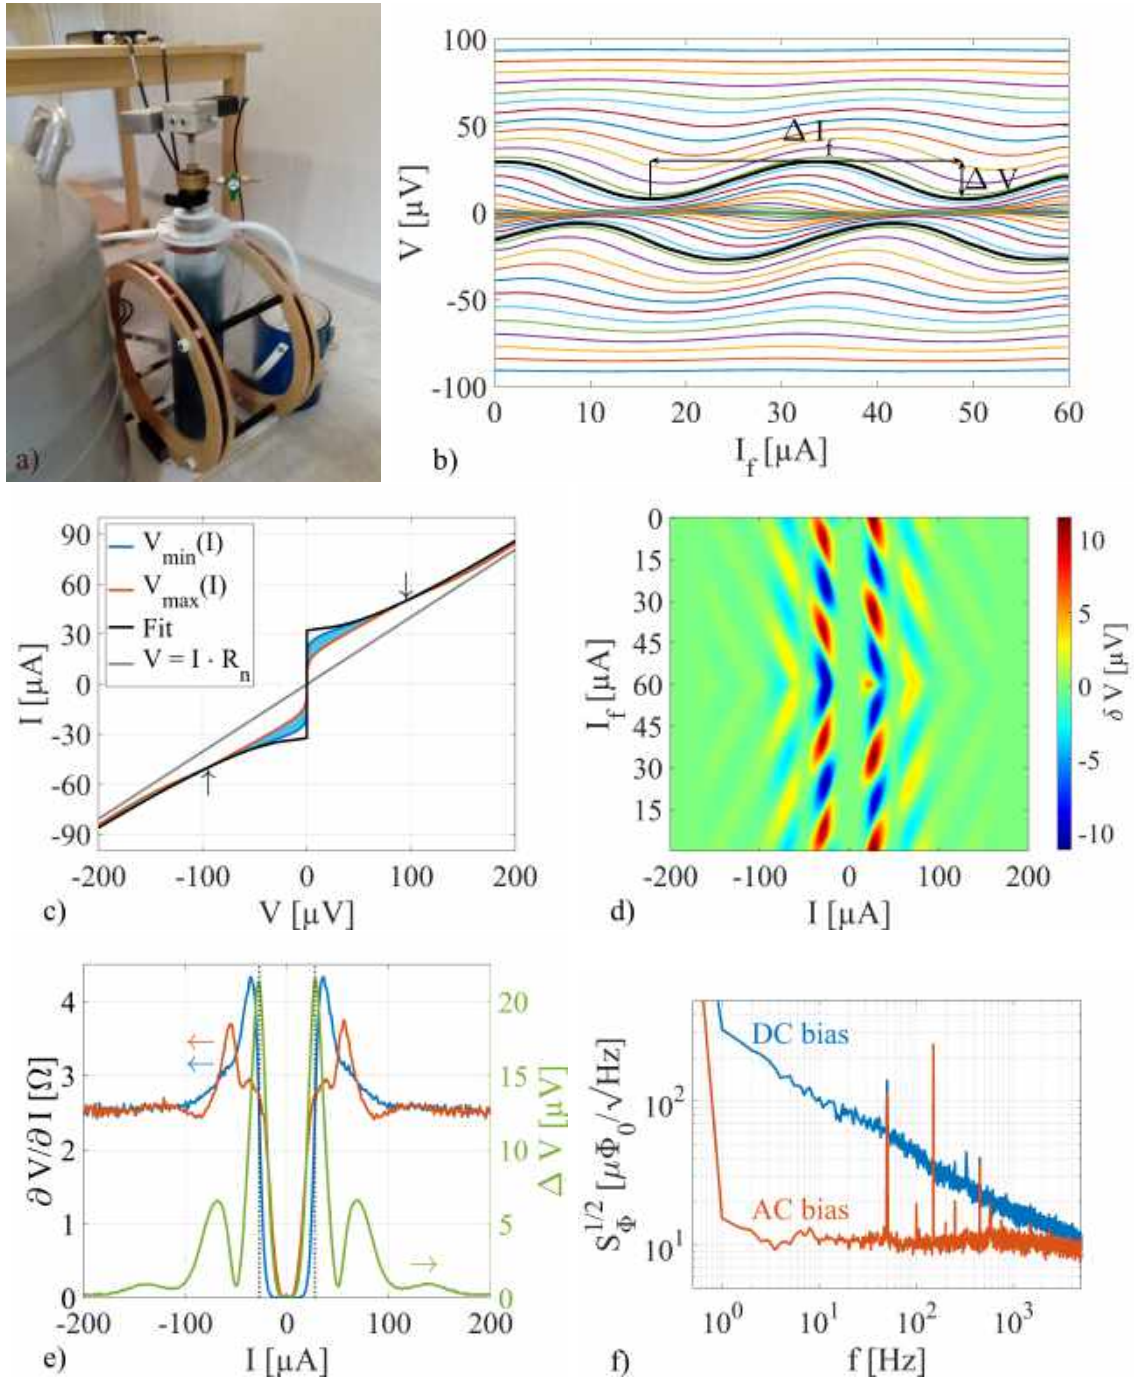 a)
100
50
0
-50
-100
V [µV]
Δ I_f
Δ V
0 10 20 30 40 50 60
I_f [µA]
b)
90
60
30
0
-30
-60
-90
I [µA]
V_min(I)
V_max(I)
Fit
V = I · R_n
-200 -100 0 100 200
V [µV]
c)
0
15
30
45
60
45
30
15
I_f [µA]
-200 -100 0 100 200
I [µA]
d)
10
5
0
-5
-10
δ V [µV]
4
3
2
1
0
∂ V/∂ I [Ω]
20
15
10
5
0
Δ V [µV]
-200 -100 0 100 200
I [µA]
e)
DC bias
AC bias
10^2
10^1
S_Φ^1/2 [µΦ_0/√Hz]
10^0 10^1 10^2 10^3
f [Hz]
f)